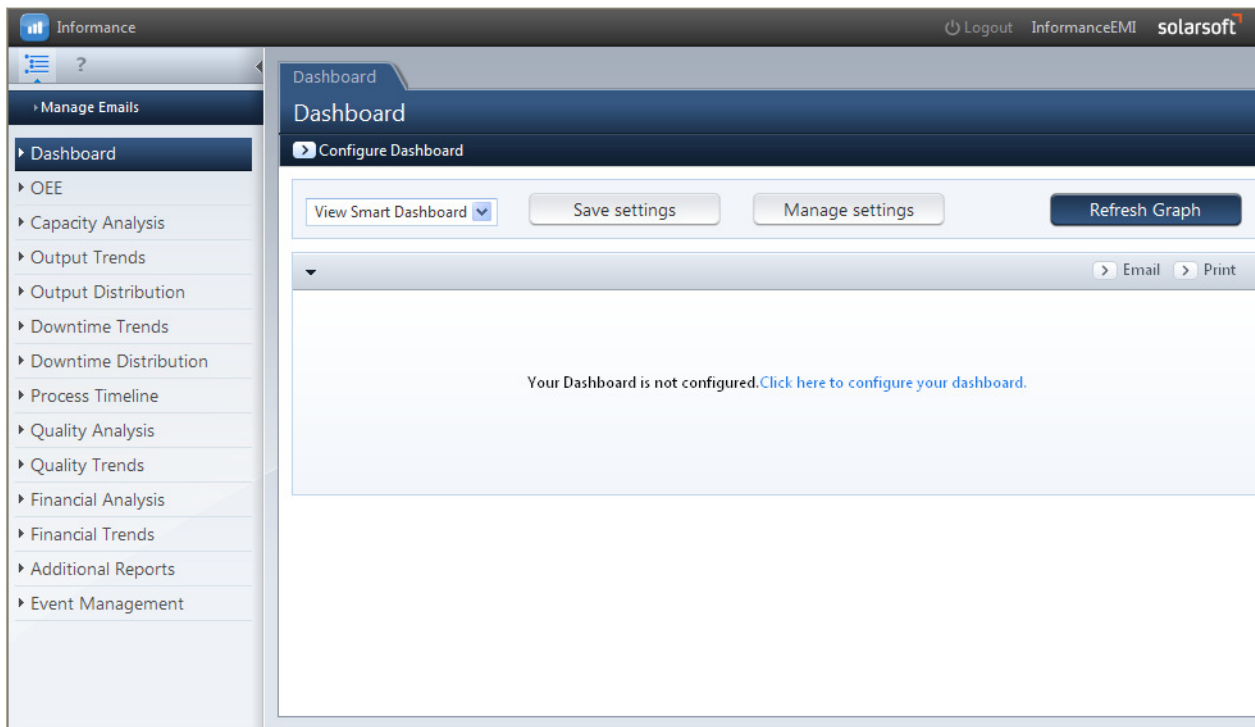 Informance
Logout InformanceEMI solarsoft
?
Manage Emails
Dashboard
OEE
Capacity Analysis
Output Trends
Output Distribution
Downtime Trends
Downtime Distribution
Process Timeline
Quality Analysis
Quality Trends
Financial Analysis
Financial Trends
Additional Reports
Event Management
Dashboard
Dashboard
Configure Dashboard
View Smart Dashboard Save settings Manage settings Refresh Graph
Email Print
Your Dashboard is not configured.Click here to configure your dashboard.